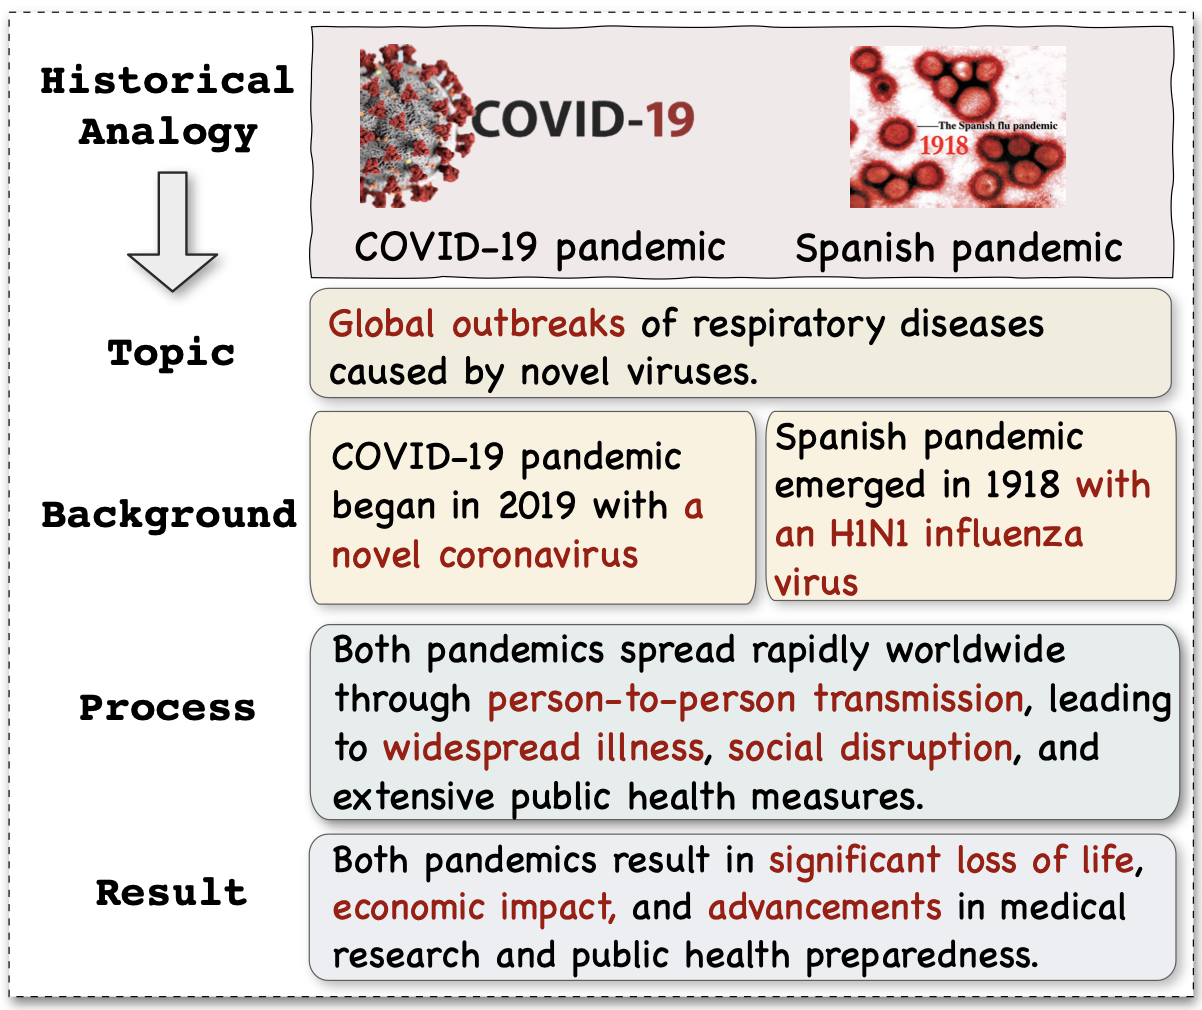 Historical
Analogy
COVID-19
——The Spanish flu pandemic
1918
COVID-19 pandemic
Spanish pandemic
Topic
Global outbreaks of respiratory diseases
caused by novel viruses.
Background
COVID-19 pandemic
began in 2019 with a
novel coronavirus
Spanish pandemic
emerged in 1918 with
an H1N1 influenza
virus
Process
Both pandemics spread rapidly worldwide
through person-to-person transmission, leading
to widespread illness, social disruption, and
extensive public health measures.
Result
Both pandemics result in significant loss of life,
economic impact, and advancements in medical
research and public health preparedness.